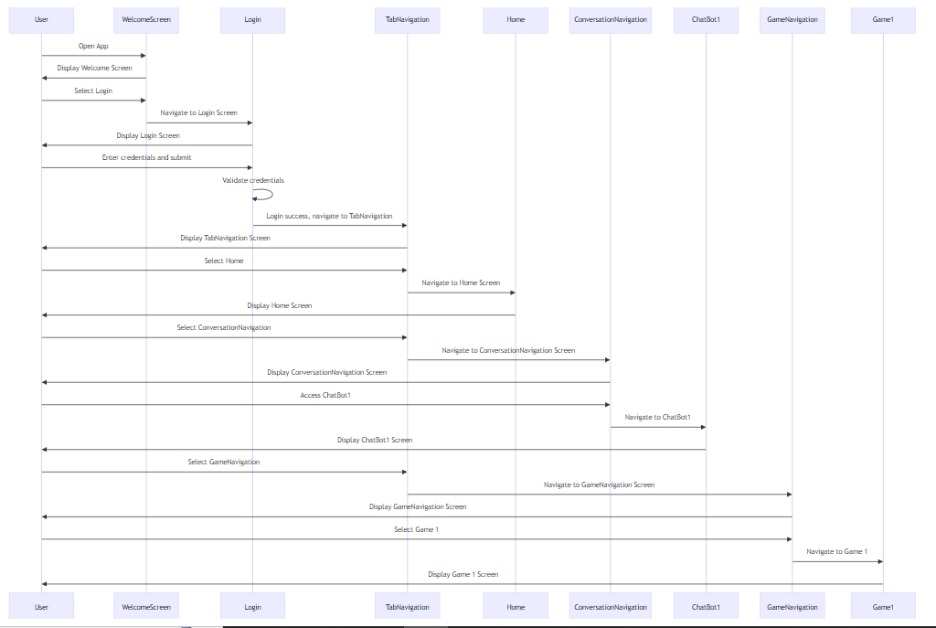 User WelcomeScreen Login TabNavigation Home ConversationNavigation ChatBot1 GameNavigation Game1
Open App
Display Welcome Screen
Select Login
Navigate to Login Screen
Display Login Screen
Enter credentials and submit
Validate credentials
Login success, navigate to TabNavigation
Display TabNavigation Screen
Select Home
Navigate to Home Screen
Display Home Screen
Select ConversationNavigation
Navigate to ConversationNavigation Screen
Display ConversationNavigation Screen
Access ChatBot1
Navigate to ChatBot1
Display ChatBot1 Screen
Select GameNavigation
Navigate to GameNavigation Screen
Display GameNavigation Screen
Select Game 1
Navigate to Game 1
Display Game 1 Screen
User WelcomeScreen Login TabNavigation Home ConversationNavigation ChatBot1 GameNavigation Game1